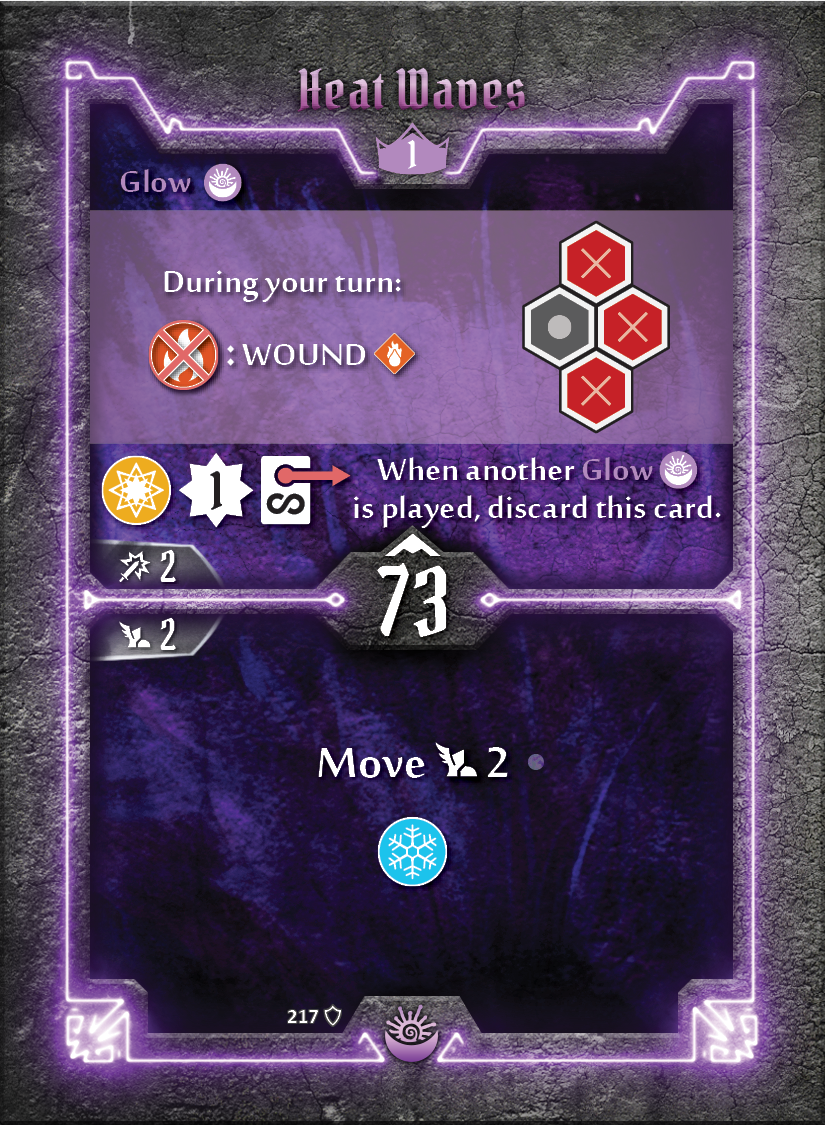 Heat Waves
1
Glow
During your turn:
: WOUND
1
When another Glow
is played, discard this card.
2
73
2
Move 2
217